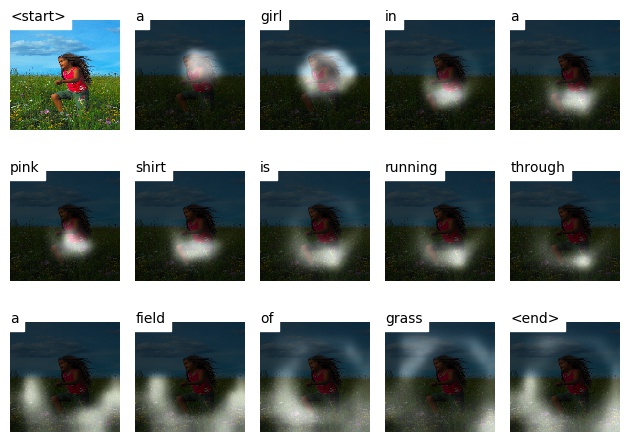 <start> a girl in a
pink shirt is running through
a field of grass <end>